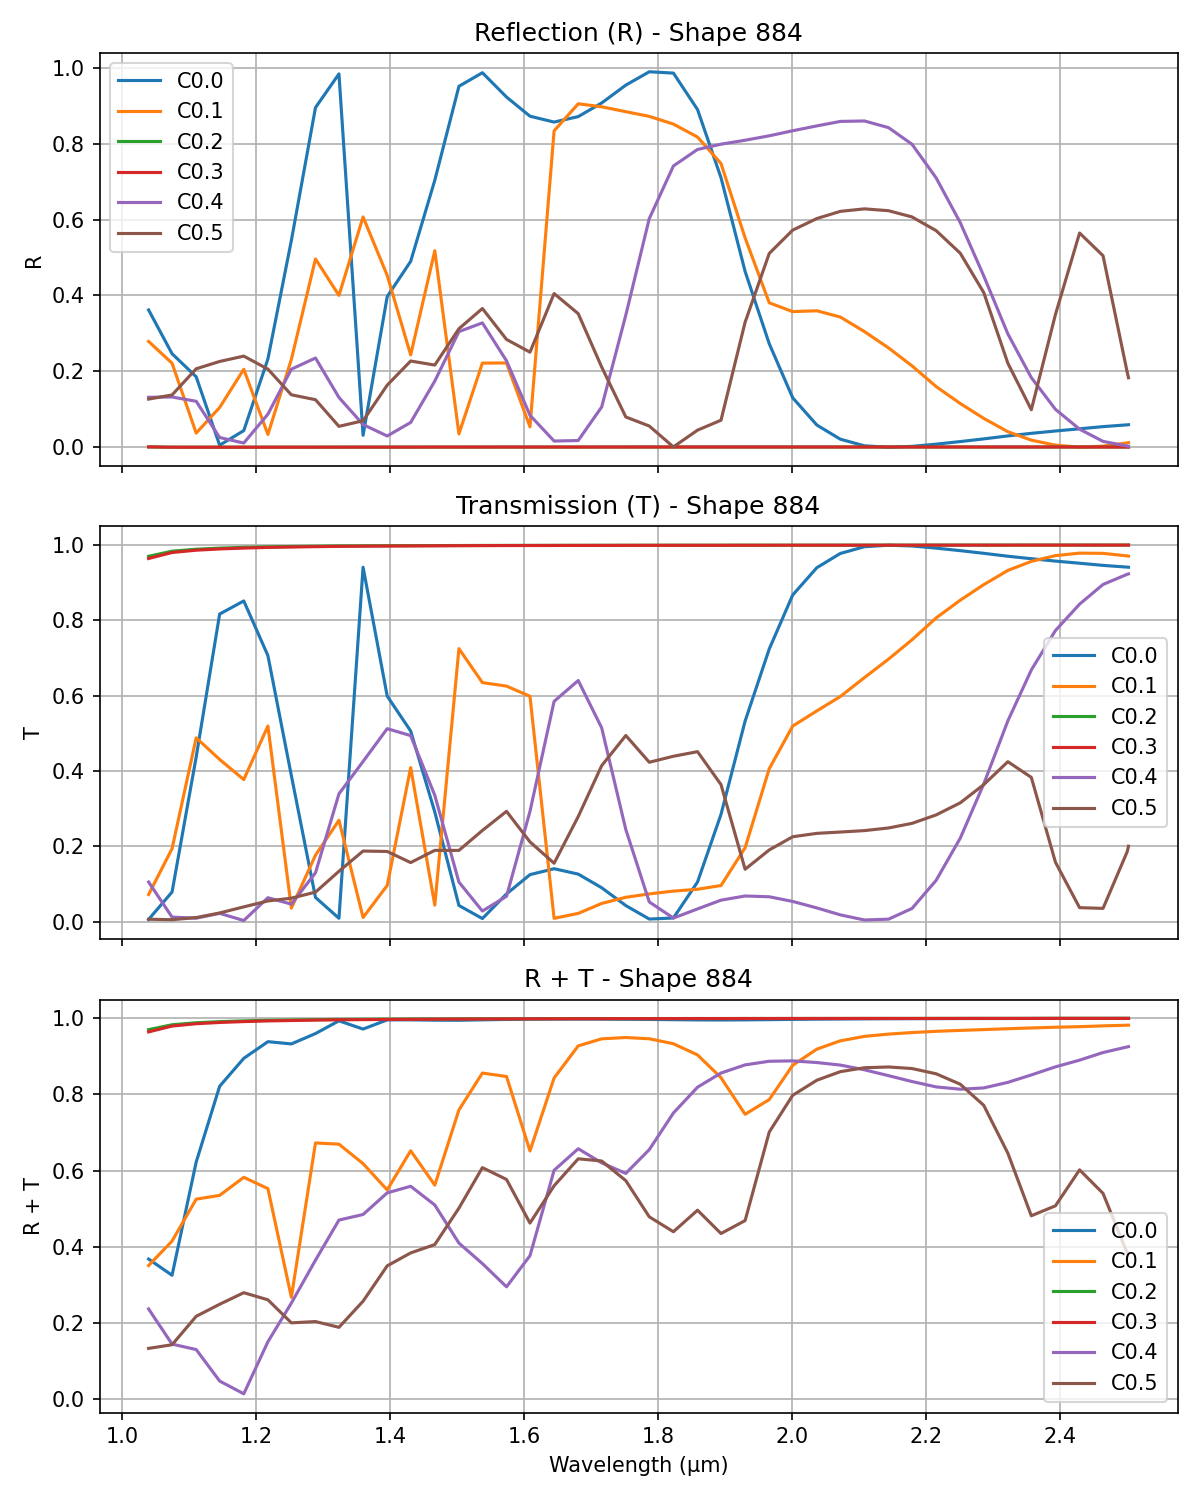 Reflection (R) - Shape 884
1.0
0.8
0.6
0.4
0.2
0.0
R
C0.0
C0.1
C0.2
C0.3
C0.4
C0.5
Transmission (T) - Shape 884
1.0
0.8
0.6
0.4
0.2
0.0
T
C0.0
C0.1
C0.2
C0.3
C0.4
C0.5
R + T - Shape 884
1.0
0.8
0.6
0.4
0.2
0.0
R + T
C0.0
C0.1
C0.2
C0.3
C0.4
C0.5
1.0 1.2 1.4 1.6 1.8 2.0 2.2 2.4
Wavelength (μm)